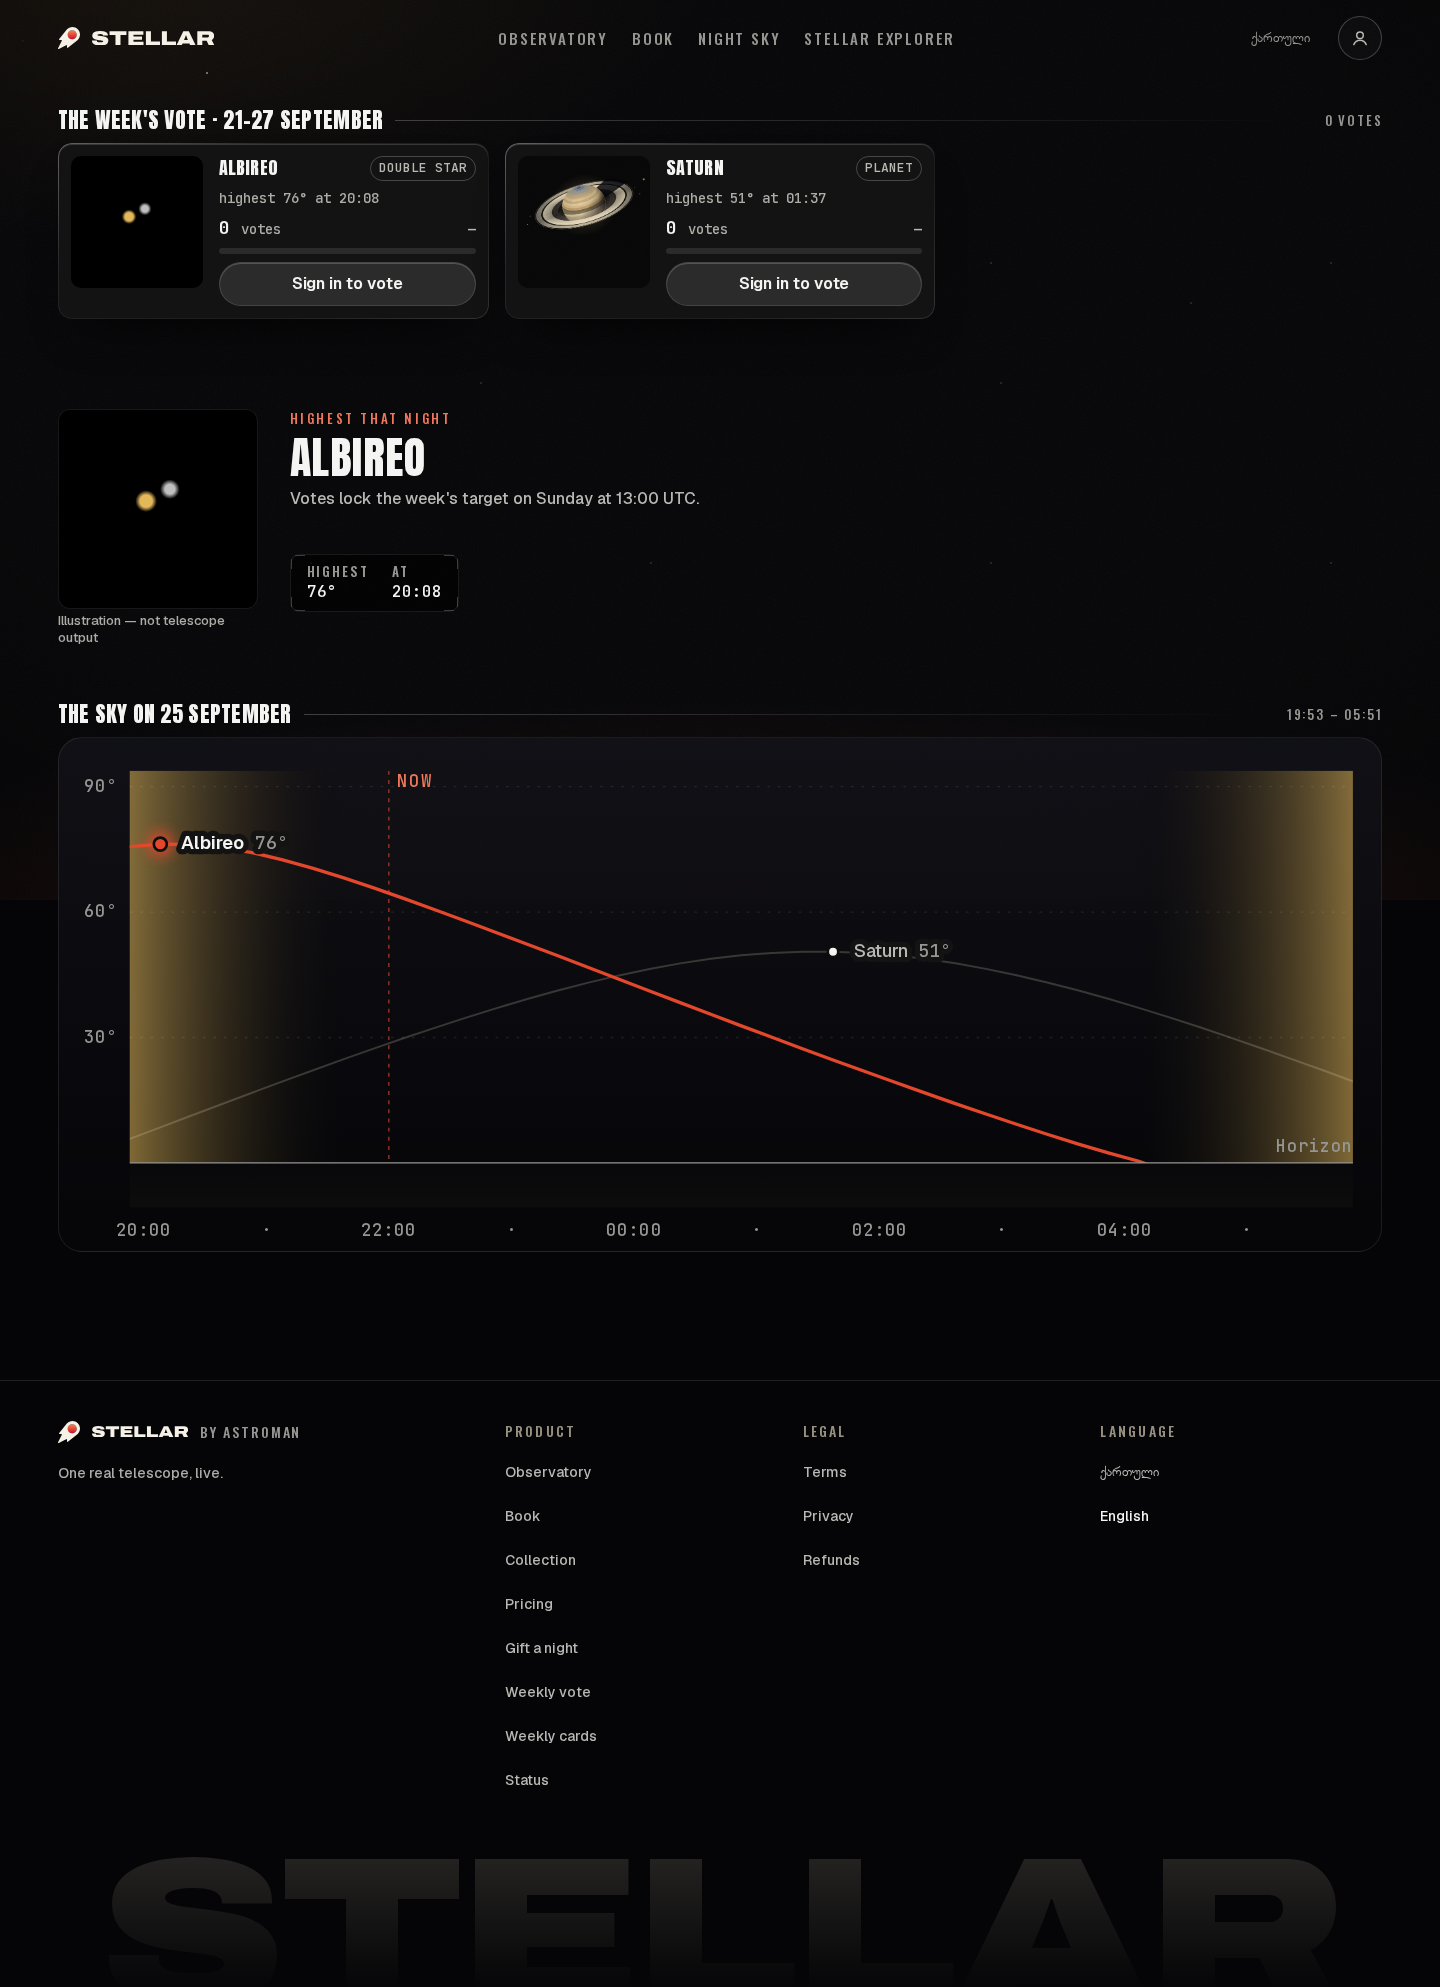 STELLAR
OBSERVATORY BOOK NIGHT SKY STELLAR EXPLORER
ქართული
THE WEEK'S VOTE · 21-27 SEPTEMBER
0 VOTES
ALBIREO
DOUBLE STAR
highest 76° at 20:08
0 votes –
Sign in to vote
SATURN
PLANET
highest 51° at 01:37
0 votes –
Sign in to vote
HIGHEST THAT NIGHT
ALBIREO
Votes lock the week's target on Sunday at 13:00 UTC.
HIGHEST AT
76° 20:08
Illustration — not telescope
output
THE SKY ON 25 SEPTEMBER
19:53 – 05:51
90°
NOW
Albireo 76°
60°
Saturn 51°
30°
Horizon
20:00 · 22:00 · 00:00 · 02:00 · 04:00 ·
STELLAR BY ASTROMAN
One real telescope, live.
PRODUCT
Observatory
Book
Collection
Pricing
Gift a night
Weekly vote
Weekly cards
Status
LEGAL
Terms
Privacy
Refunds
LANGUAGE
ქართული
English
STELLAR